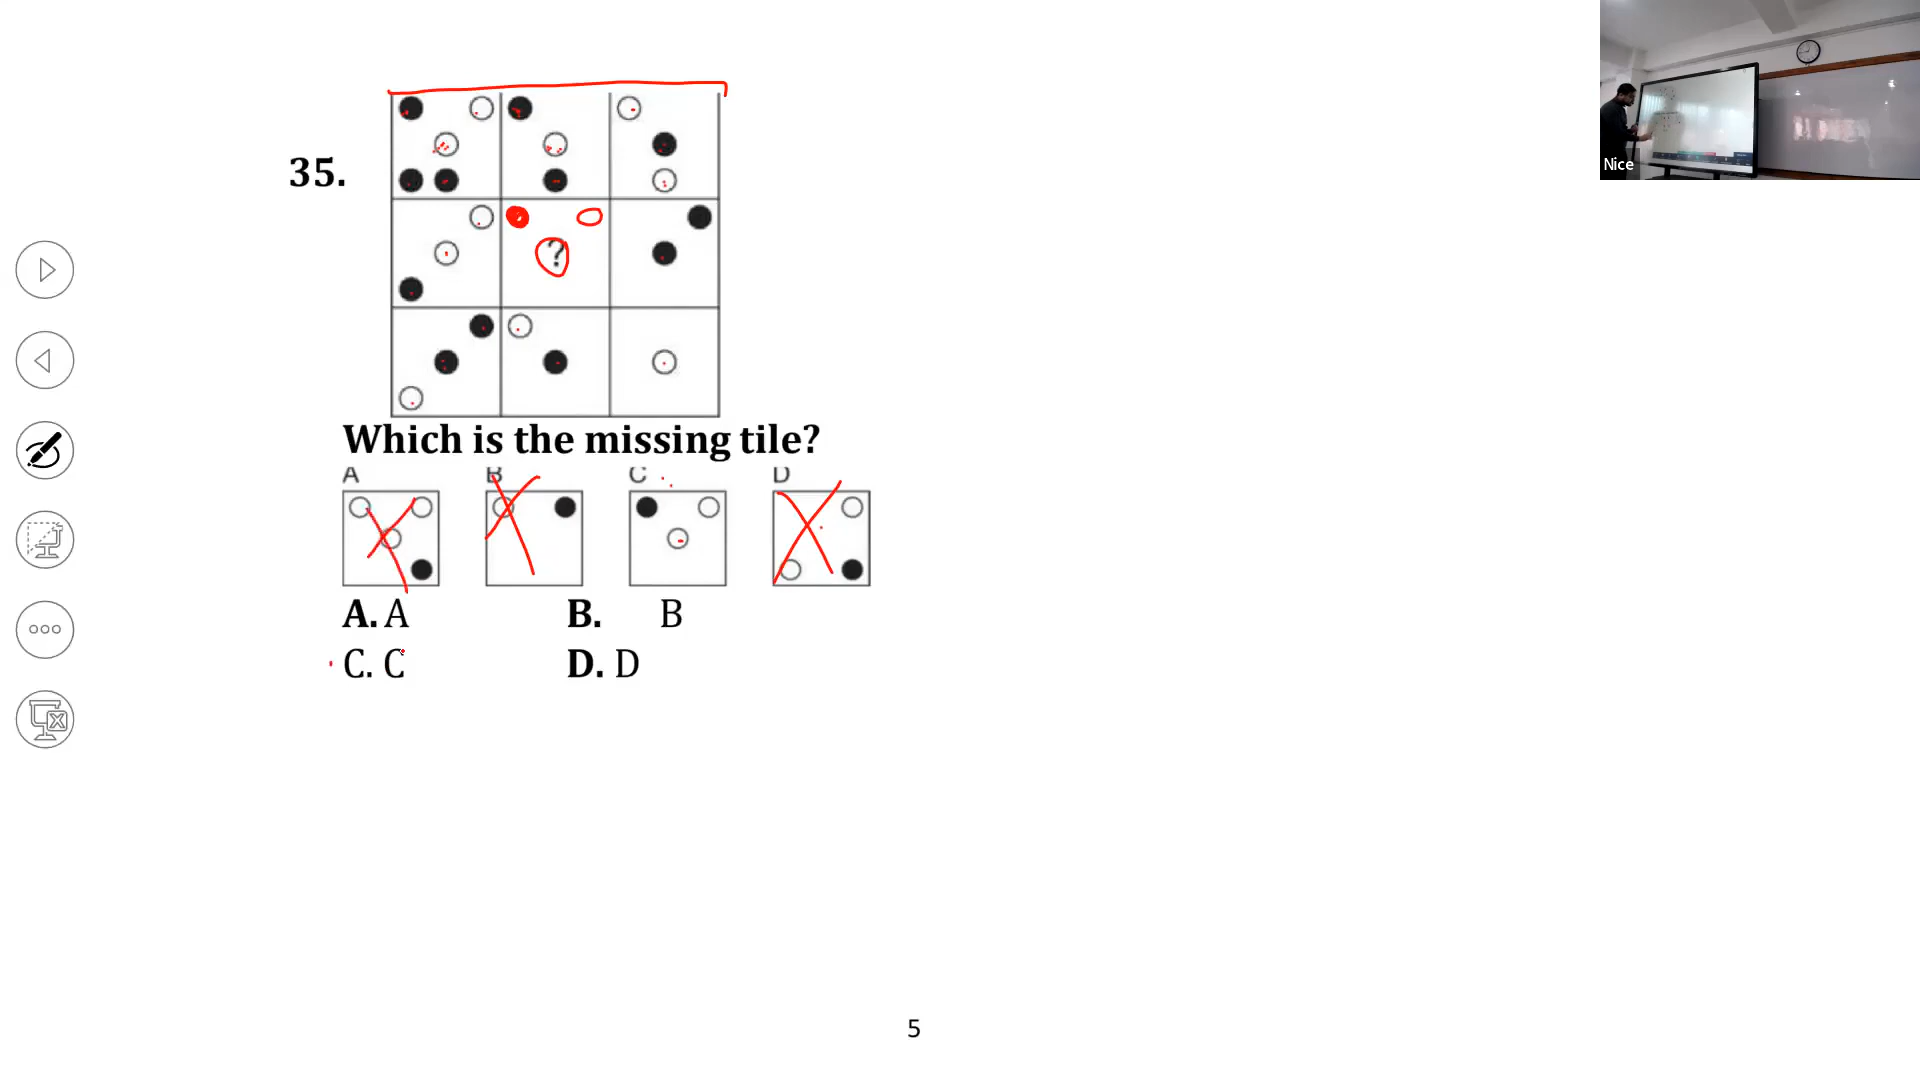 Nice
35.
?
Which is the missing tile?
A B C D
A. A B. B
C. C D. D
5